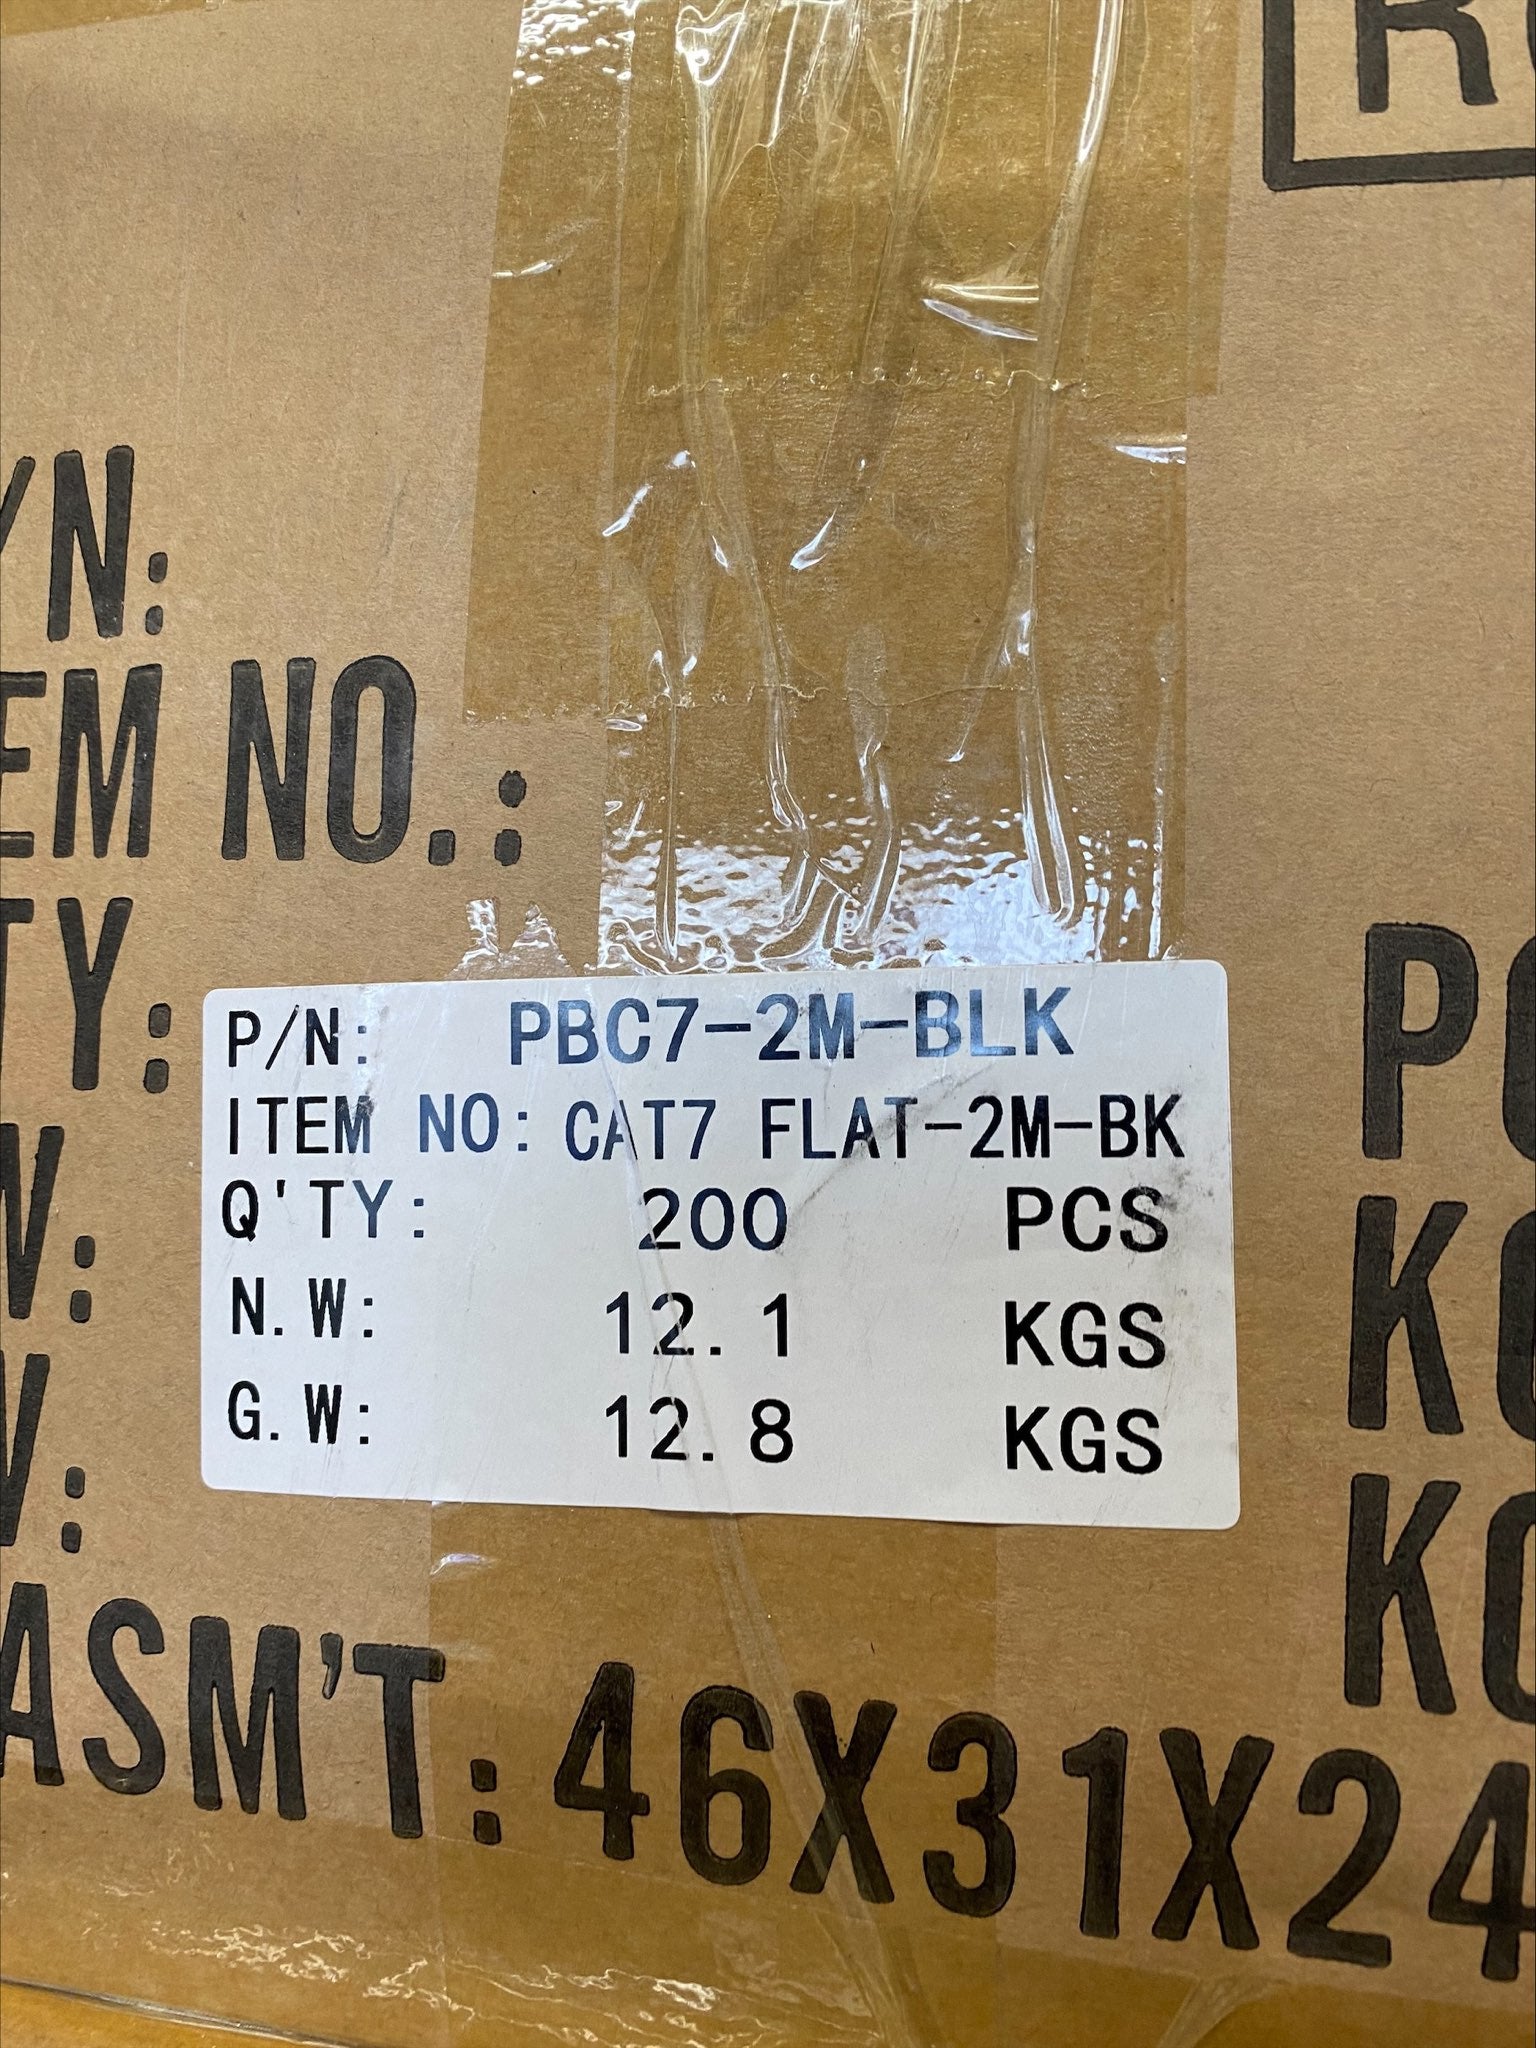 P/N: PBC7-2M-BLK
ITEM NO: CAT7 FLAT-2M-BK
Q'TY: 200 PCS
N.W: 12.1 KGS
G.W: 12.8 KGS
/N:
EM NO.:
TY:
ASM'T: 46X31X24